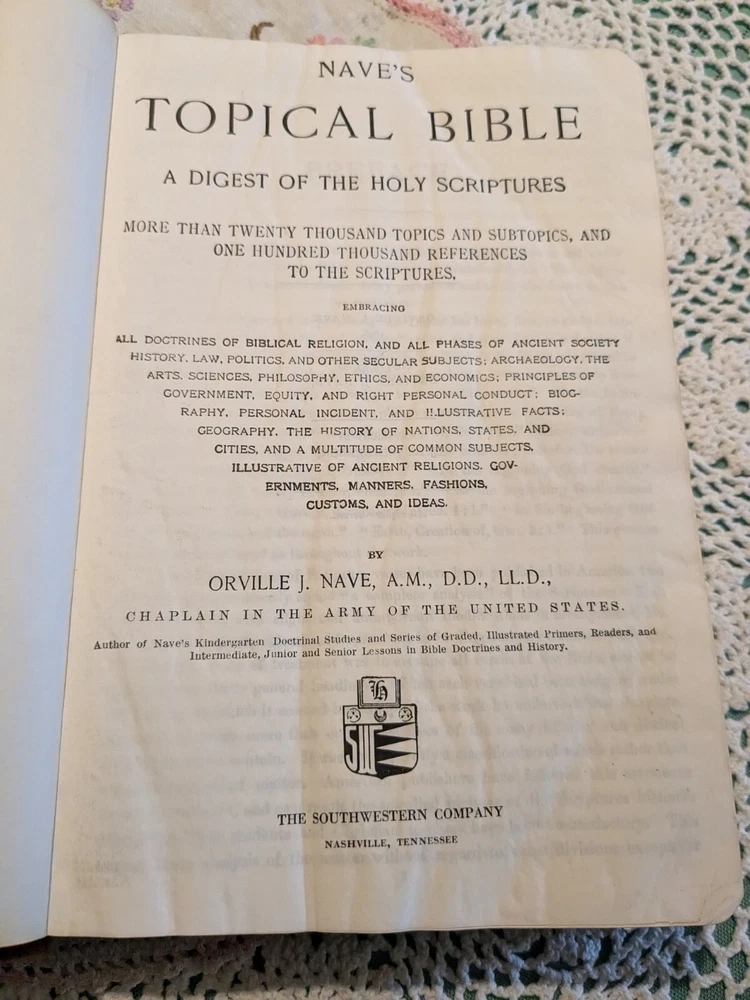 NAVE'S
TOPICAL BIBLE
A DIGEST OF THE HOLY SCRIPTURES
MORE THAN TWENTY THOUSAND TOPICS AND SUBTOPICS, AND
ONE HUNDRED THOUSAND REFERENCES
TO THE SCRIPTURES,
EMBRACING
ALL DOCTRINES OF BIBLICAL RELIGION, AND ALL PHASES OF ANCIENT SOCIETY
HISTORY, LAW, POLITICS, AND OTHER SECULAR SUBJECTS; ARCHAEOLOGY, THE
ARTS, SCIENCES, PHILOSOPHY, ETHICS, AND ECONOMICS; PRINCIPLES OF
GOVERNMENT, EQUITY, AND RIGHT PERSONAL CONDUCT; BIOG-
RAPHY, PERSONAL INCIDENT, AND ILLUSTRATIVE FACTS;
GEOGRAPHY, THE HISTORY OF NATIONS, STATES, AND
CITIES, AND A MULTITUDE OF COMMON SUBJECTS,
ILLUSTRATIVE OF ANCIENT RELIGIONS, GOV-
ERNMENTS, MANNERS, FASHIONS,
CUSTOMS, AND IDEAS.
BY
ORVILLE J. NAVE, A.M., D.D., LL.D.,
CHAPLAIN IN THE ARMY OF THE UNITED STATES.
Author of Nave's Kindergarten Doctrinal Studies and Series of Graded, Illustrated Primers, Readers, and
Intermediate, Junior and Senior Lessons in Bible Doctrines and History.
THE SOUTHWESTERN COMPANY
NASHVILLE, TENNESSEE